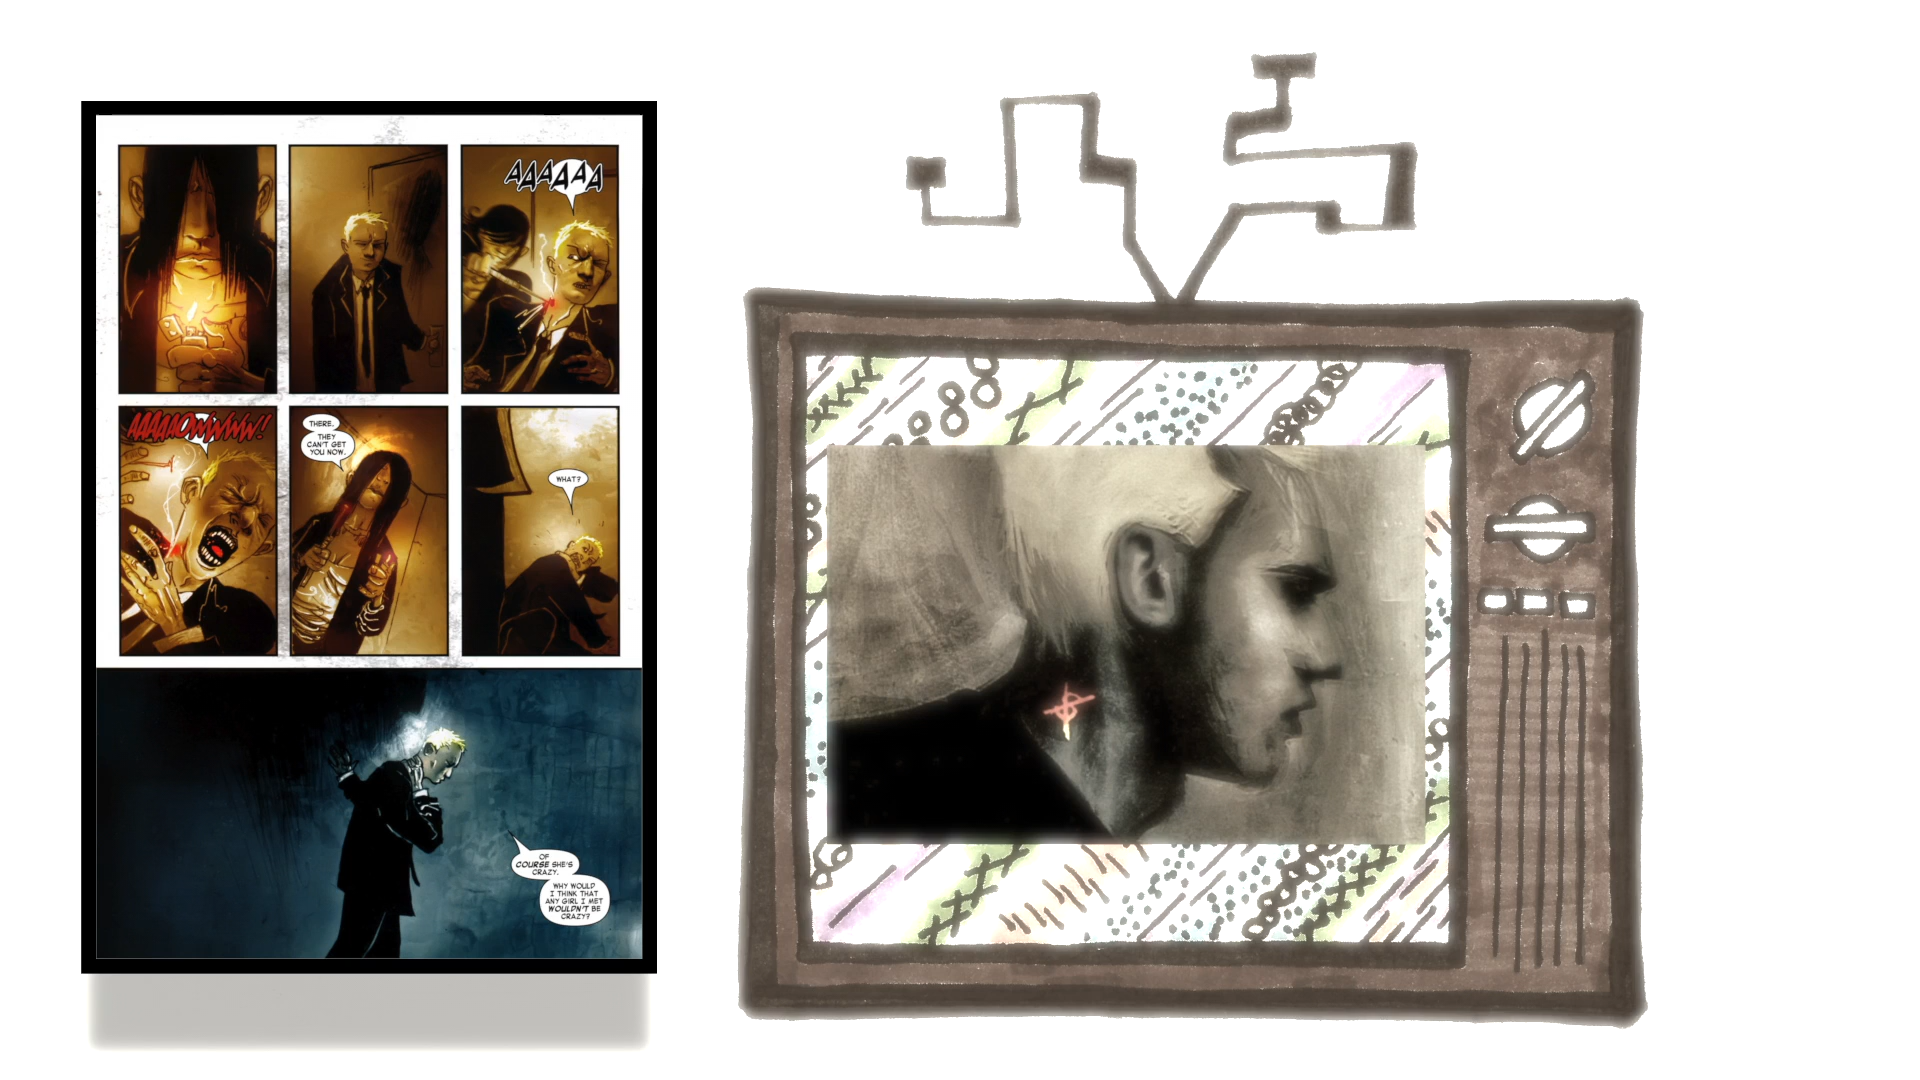 AAAAAA
AAAAAOWWWW!
THERE.
THEY
CAN'T GET
YOU NOW.
WHAT?
OF
COURSE SHE'S
CRAZY.
WHY WOULD
I THINK THAT
ANY GIRL I MET
WOULDN'T BE
CRAZY?